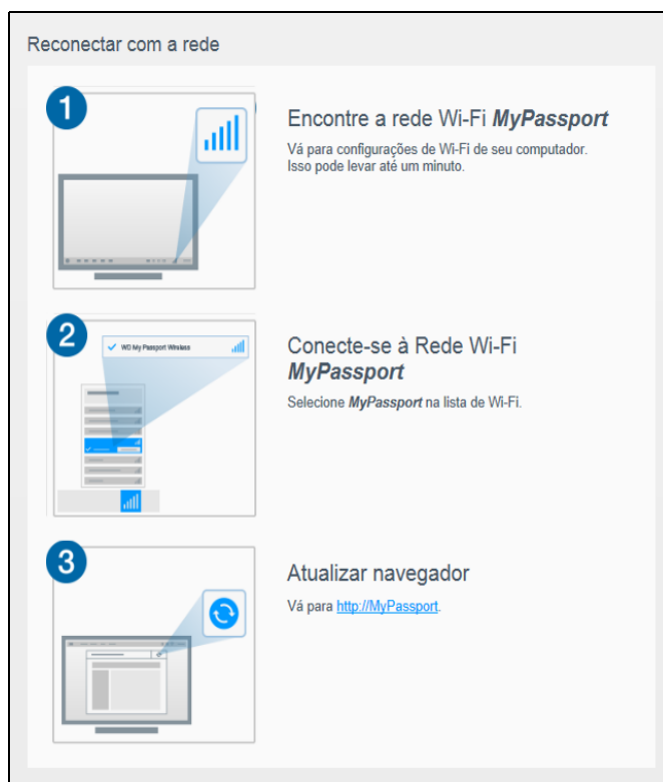 Reconectar com a rede
1
Encontre a rede Wi-Fi MyPassport
Vá para configurações de Wi-Fi de seu computador.
Isso pode levar até um minuto.
2
WD My Passport Wireless
Conecte-se à Rede Wi-Fi
MyPassport
Selecione MyPassport na lista de Wi-Fi.
3
Atualizar navegador
Vá para http://MyPassport.